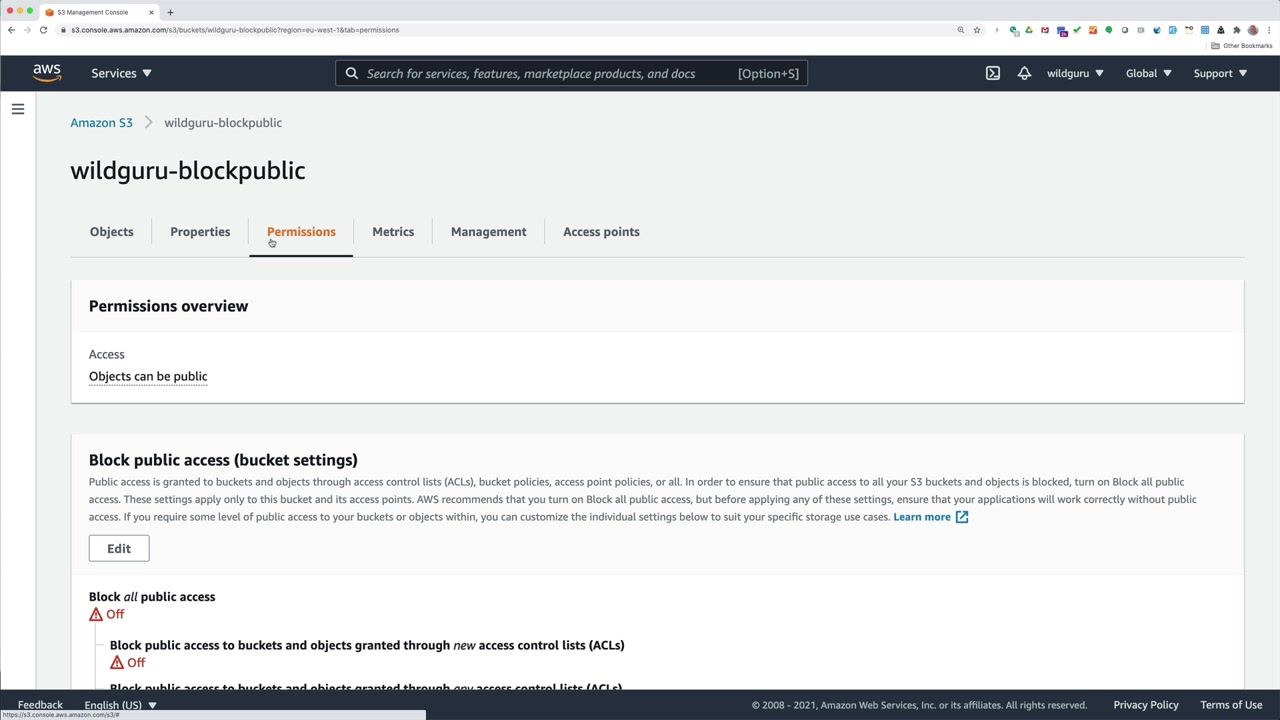 S3 Management Console
s3.console.aws.amazon.com/s3/buckets/wildguru-blockpublic?region=eu-west-1&tab=permissions
Other Bookmarks
aws
Services
Search for services, features, marketplace products, and docs [Option+S]
wildguru
Global
Support
Amazon S3
wildguru-blockpublic
wildguru-blockpublic
Objects
Properties
Permissions
Metrics
Management
Access points
Permissions overview
Access
Objects can be public
Block public access (bucket settings)
Public access is granted to buckets and objects through access control lists (ACLs), bucket policies, access point policies, or all. In order to ensure that public access to all your S3 buckets and objects is blocked, turn on Block all public
access. These settings apply only to this bucket and its access points. AWS recommends that you turn on Block all public access, but before applying any of these settings, ensure that your applications will work correctly without public
access. If you require some level of public access to your buckets or objects within, you can customize the individual settings below to suit your specific storage use cases. Learn more
Edit
Block all public access
Off
Block public access to buckets and objects granted through new access control lists (ACLs)
Off
Block public access to buckets and objects granted through any access control lists (ACLs)
Feedback
English (US)
© 2008 - 2021, Amazon Web Services, Inc. or its affiliates. All rights reserved.
Privacy Policy
Terms of Use
https://s3.console.aws.amazon.com/s3/#